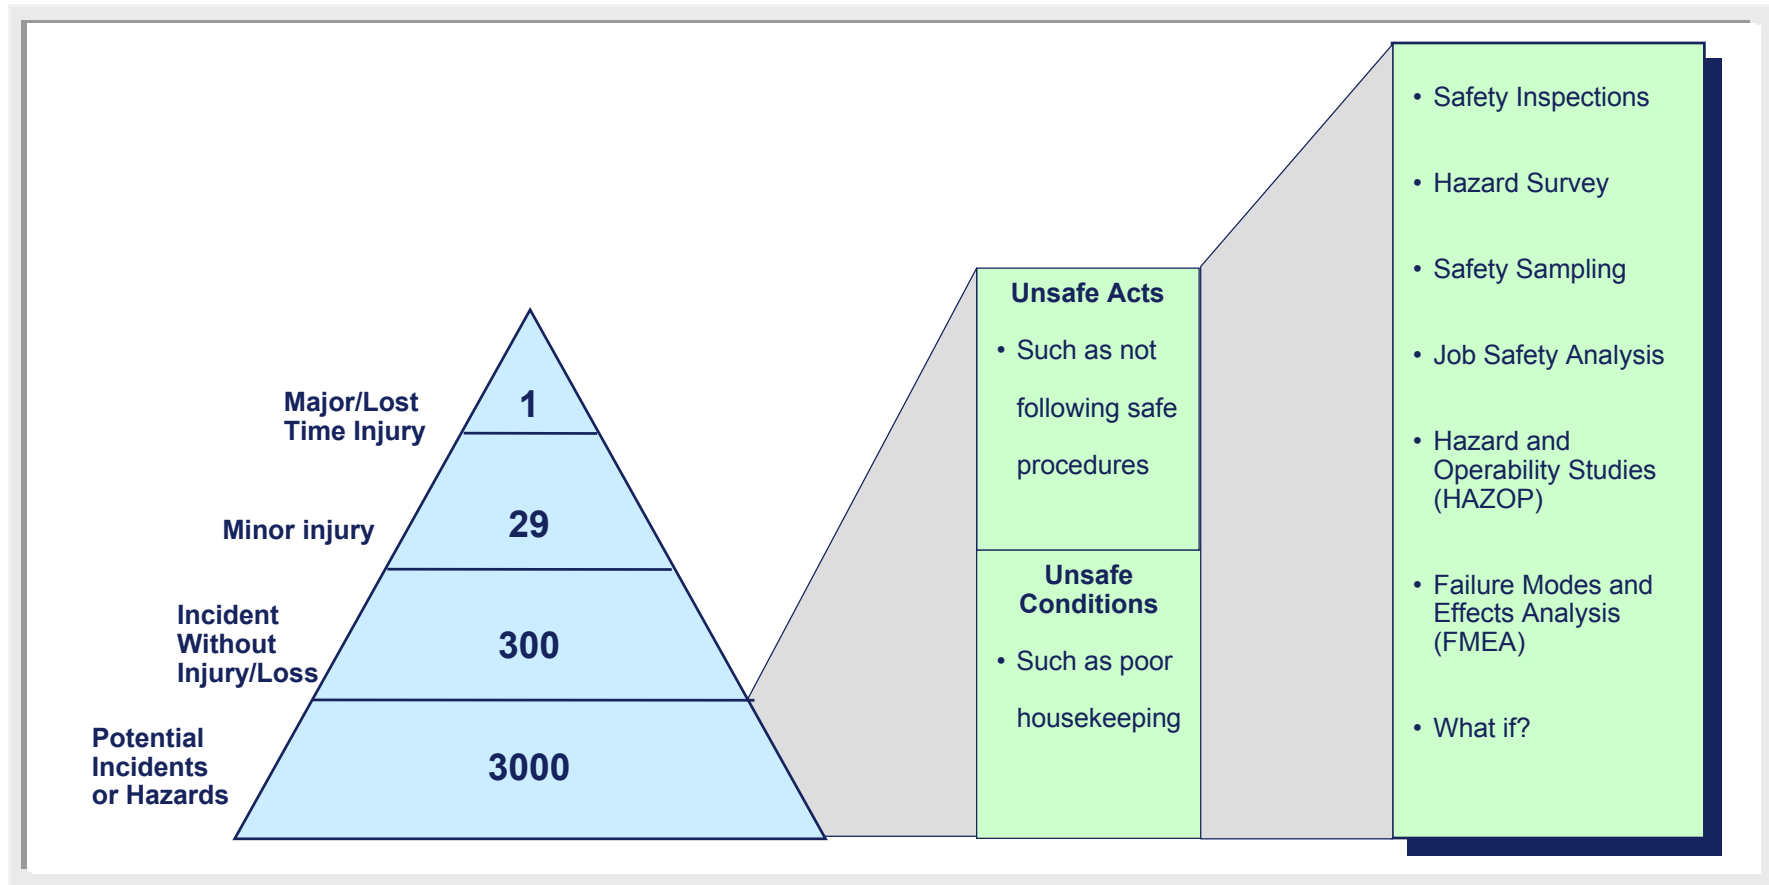 Major/Lost
Time Injury
1
Minor injury
29
Incident
Without
Injury/Loss
300
Potential
Incidents
or Hazards
3000
Unsafe Acts
• Such as not
following safe
procedures
Unsafe
Conditions
• Such as poor
housekeeping
• Safety Inspections
• Hazard Survey
• Safety Sampling
• Job Safety Analysis
• Hazard and
Operability Studies
(HAZOP)
• Failure Modes and
Effects Analysis
(FMEA)
• What if?